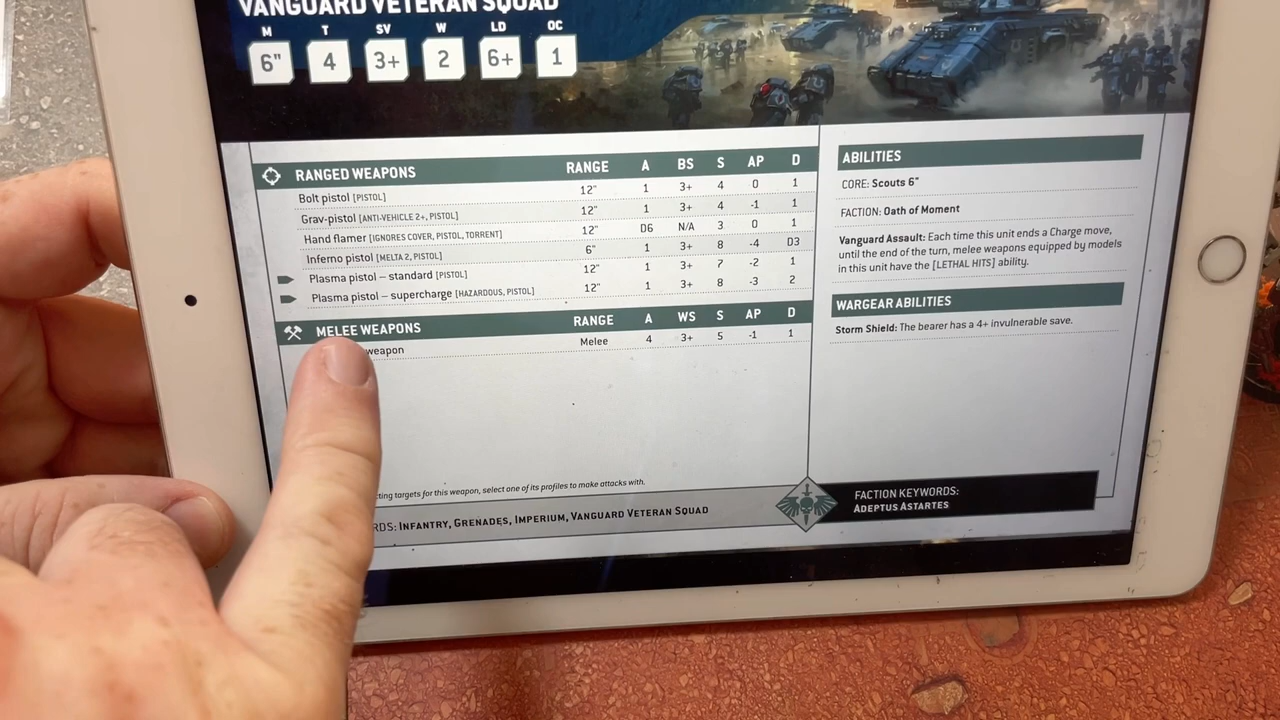 VANGUARD VETERAN SQUAD
M T SV W LD OC
6" 4 3+ 2 6+ 1
RANGED WEAPONS RANGE A BS S AP D
Bolt pistol [PISTOL] 12" 1 3+ 4 0 1
Grav-pistol [ANTI-VEHICLE 2+, PISTOL] 12" 1 3+ 4 -1 1
Hand flamer [IGNORES COVER, PISTOL, TORRENT] 12" D6 N/A 3 0 1
Inferno pistol [MELTA 2, PISTOL] 6" 1 3+ 8 -4 D3
Plasma pistol – standard [PISTOL] 12" 1 3+ 7 -2 1
Plasma pistol – supercharge [HAZARDOUS, PISTOL] 12" 1 3+ 8 -3 2
MELEE WEAPONS RANGE A WS S AP D
weapon Melee 4 3+ 5 -1 1
ting targets for this weapon, select one of its profiles to make attacks with.
RDS: INFANTRY, GRENADES, IMPERIUM, VANGUARD VETERAN SQUAD
ABILITIES
CORE: Scouts 6"
FACTION: Oath of Moment
Vanguard Assault: Each time this unit ends a Charge move,
until the end of the turn, melee weapons equipped by models
in this unit have the [LETHAL HITS] ability.
WARGEAR ABILITIES
Storm Shield: The bearer has a 4+ invulnerable save.
FACTION KEYWORDS:
ADEPTUS ASTARTES